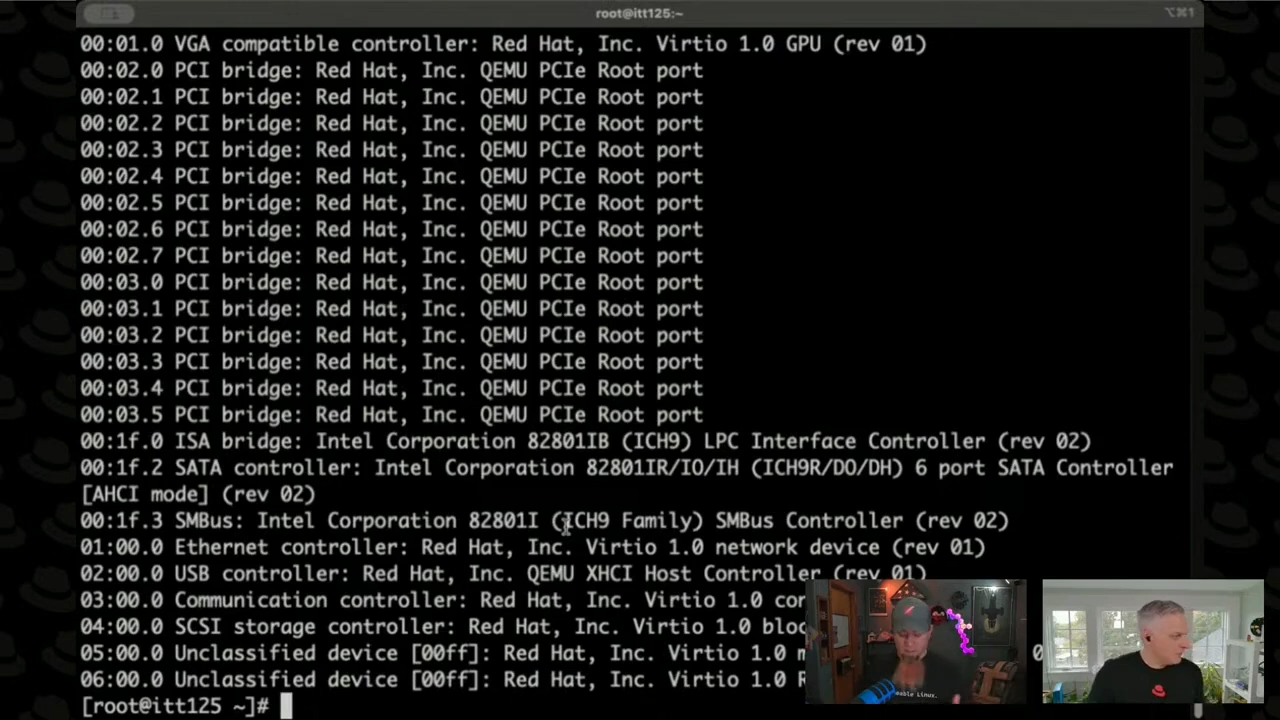 root@itt125:~
⌥⌘1
00:01.0 VGA compatible controller: Red Hat, Inc. Virtio 1.0 GPU (rev 01)
00:02.0 PCI bridge: Red Hat, Inc. QEMU PCIe Root port
00:02.1 PCI bridge: Red Hat, Inc. QEMU PCIe Root port
00:02.2 PCI bridge: Red Hat, Inc. QEMU PCIe Root port
00:02.3 PCI bridge: Red Hat, Inc. QEMU PCIe Root port
00:02.4 PCI bridge: Red Hat, Inc. QEMU PCIe Root port
00:02.5 PCI bridge: Red Hat, Inc. QEMU PCIe Root port
00:02.6 PCI bridge: Red Hat, Inc. QEMU PCIe Root port
00:02.7 PCI bridge: Red Hat, Inc. QEMU PCIe Root port
00:03.0 PCI bridge: Red Hat, Inc. QEMU PCIe Root port
00:03.1 PCI bridge: Red Hat, Inc. QEMU PCIe Root port
00:03.2 PCI bridge: Red Hat, Inc. QEMU PCIe Root port
00:03.3 PCI bridge: Red Hat, Inc. QEMU PCIe Root port
00:03.4 PCI bridge: Red Hat, Inc. QEMU PCIe Root port
00:03.5 PCI bridge: Red Hat, Inc. QEMU PCIe Root port
00:1f.0 ISA bridge: Intel Corporation 82801IB (ICH9) LPC Interface Controller (rev 02)
00:1f.2 SATA controller: Intel Corporation 82801IR/IO/IH (ICH9R/DO/DH) 6 port SATA Controller
[AHCI mode] (rev 02)
00:1f.3 SMBus: Intel Corporation 82801I (ICH9 Family) SMBus Controller (rev 02)
01:00.0 Ethernet controller: Red Hat, Inc. Virtio 1.0 network device (rev 01)
02:00.0 USB controller: Red Hat, Inc. QEMU XHCI Host Controller (rev 01)
03:00.0 Communication controller: Red Hat, Inc. Virtio 1.0
04:00.0 SCSI storage controller: Red Hat, Inc. Virtio 1.0
05:00.0 Unclassified device [00ff]: Red Hat, Inc. Virtio 1.0
06:00.0 Unclassified device [00ff]: Red Hat, Inc. Virtio 1.0
Linux.
[root@itt125 ~]#